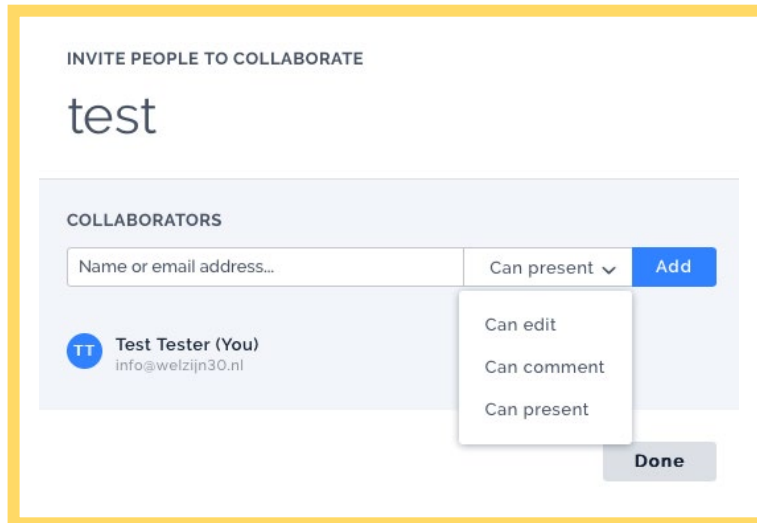 INVITE PEOPLE TO COLLABORATE
test
COLLABORATORS
Name or email address... Can present Add
Can edit
Can comment
Can present
TT Test Tester (You)
info@welzijn30.nl
Done